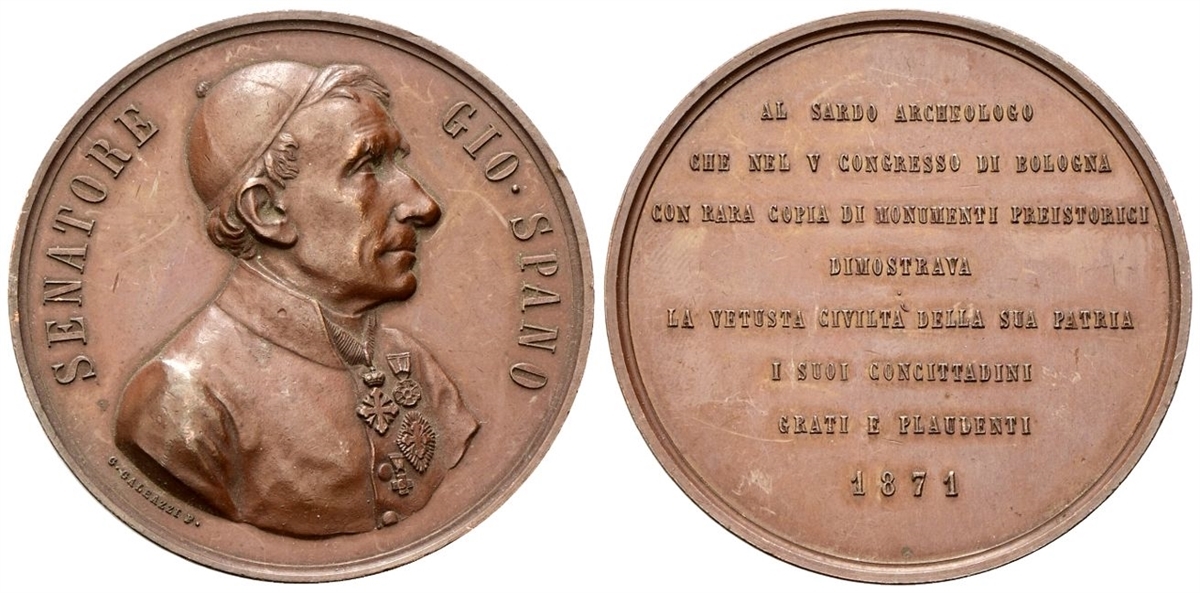 SENATORE GIO. SPANO
G. GALEAZZI F.
AL SARDO ARCHEOLOGO
CHE NEL V CONGRESSO DI BOLOGNA
CON RARA COPIA DI MONUMENTI PREISTORICI
DIMOSTRAVA
LA VETUSTA CIVILTÀ DELLA SUA PATRIA
I SUOI CONCITTADINI
GRATI E PLAUDENTI
1871